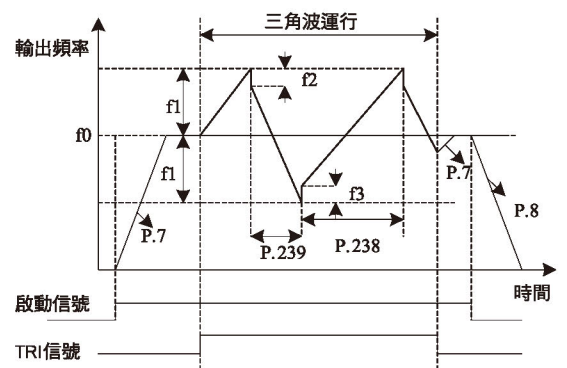 三角波運行
輸出頻率
f2
f1
f0
f1
P.7
f3
P.7
P.8
P.239
P.238
時間
啟動信號
TRI信號